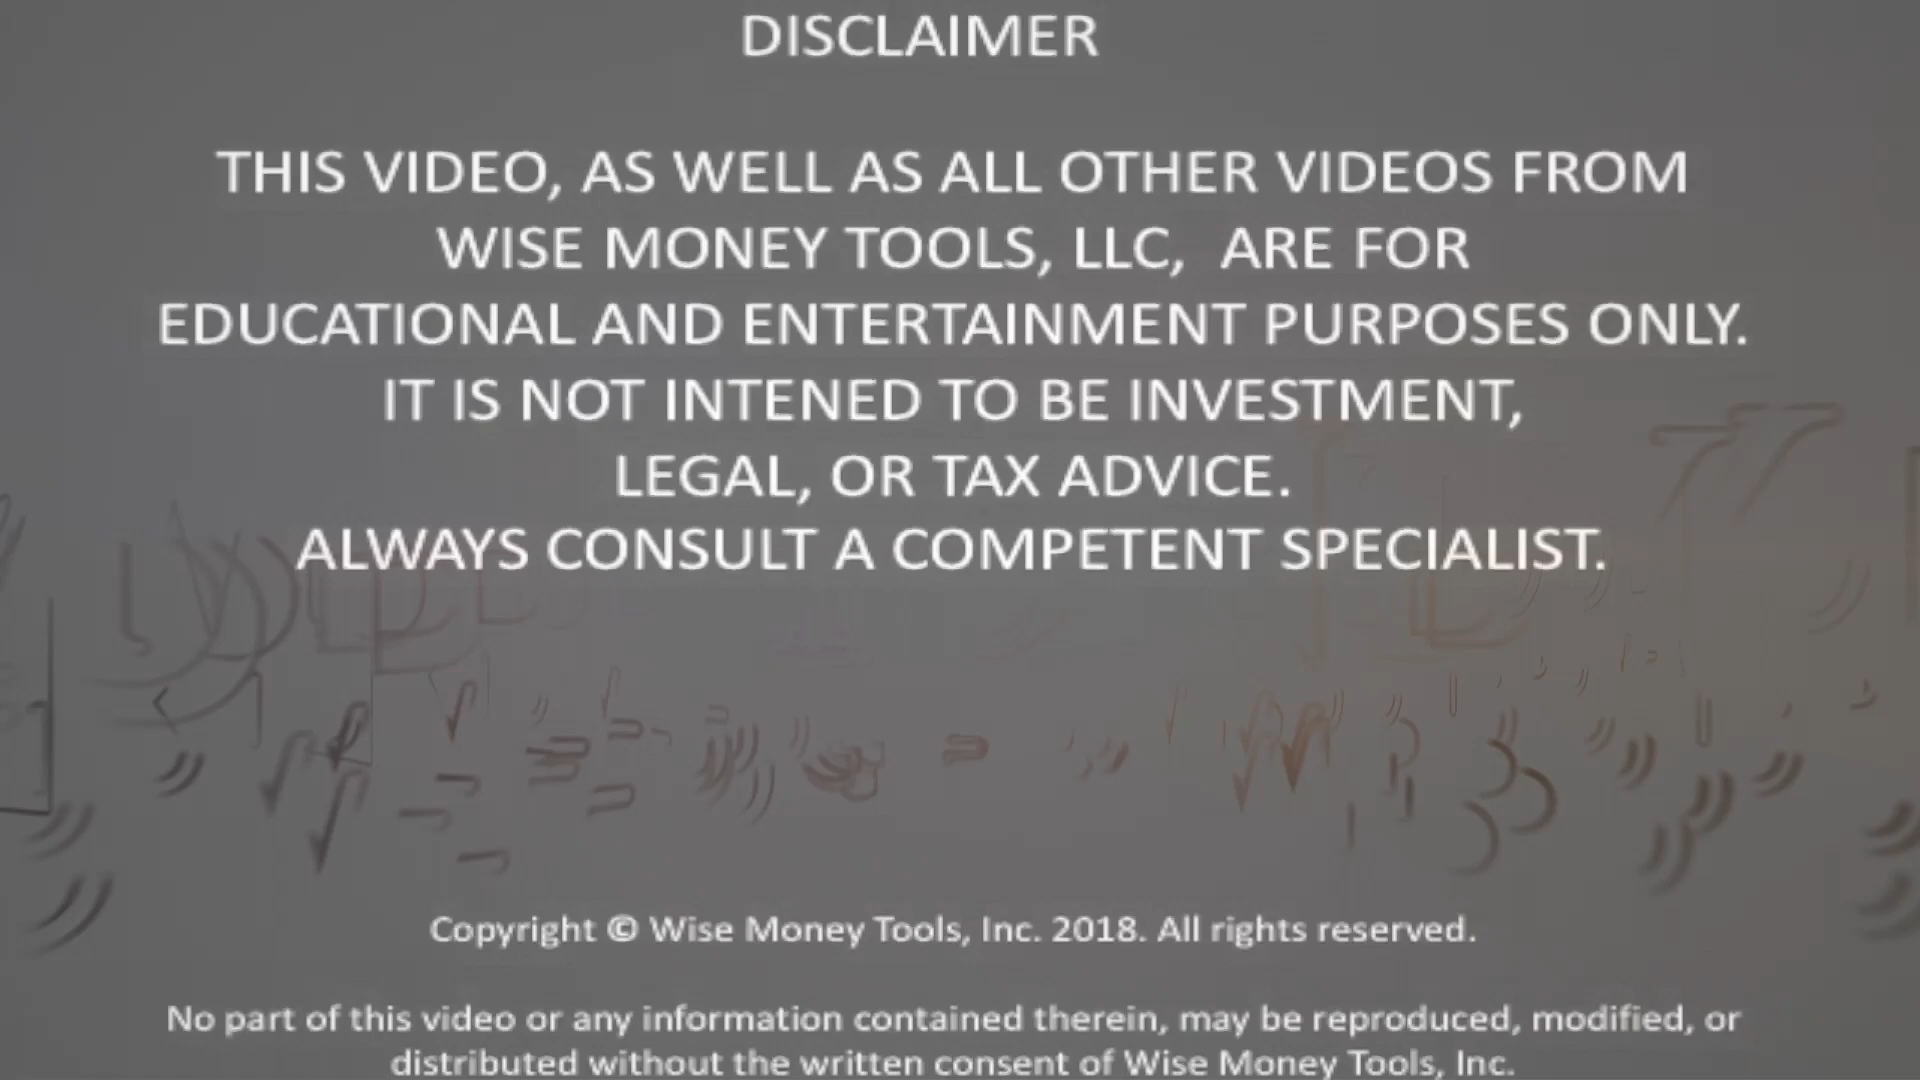 DISCLAIMER
THIS VIDEO, AS WELL AS ALL OTHER VIDEOS FROM
WISE MONEY TOOLS, LLC,  ARE FOR
EDUCATIONAL AND ENTERTAINMENT PURPOSES ONLY.
IT IS NOT INTENED TO BE INVESTMENT,
LEGAL, OR TAX ADVICE.
ALWAYS CONSULT A COMPETENT SPECIALIST.
Copyright © Wise Money Tools, Inc. 2018. All rights reserved.
No part of this video or any information contained therein, may be reproduced, modified, or
distributed without the written consent of Wise Money Tools, Inc.